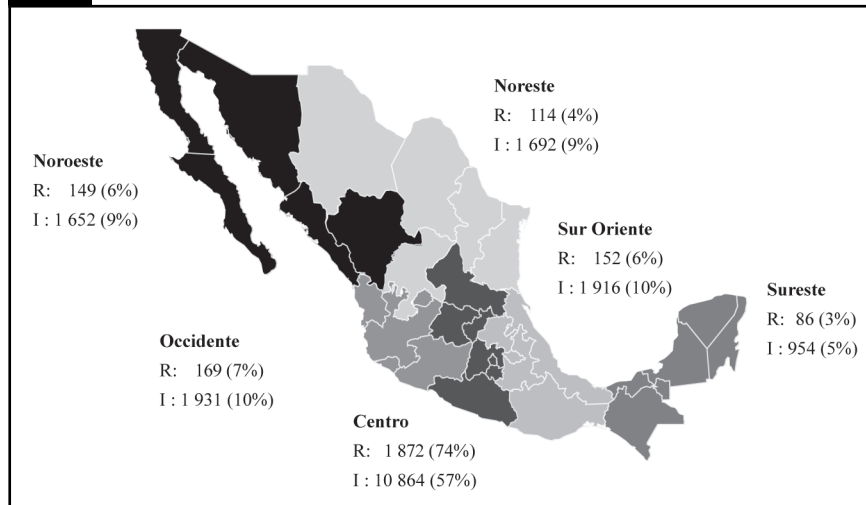 Noreste
R: 114 (4%)
I : 1 692 (9%)
Noroeste
R: 149 (6%)
I : 1 652 (9%)
Sur Oriente
R: 152 (6%)
I : 1 916 (10%)
Sureste
R: 86 (3%)
I : 954 (5%)
Occidente
R: 169 (7%)
I : 1 931 (10%)
Centro
R: 1 872 (74%)
I : 10 864 (57%)